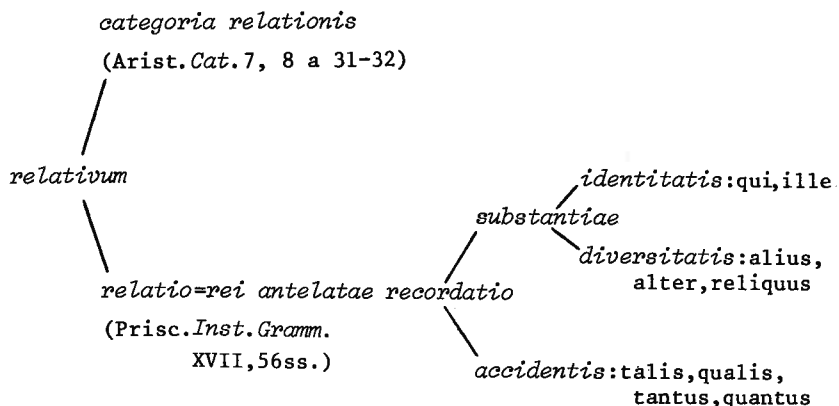 categoria relationis
(Arist.Cat.7, 8 a 31-32)
relativum
identitatis:qui,ille
substantiae
diversitatis:alius,
alter,reliquus
relatio=rei antelatae recordatio
(Prisc.Inst.Gramm.
XVII,56ss.)
accidentis:talis,qualis,
tantus,quantus